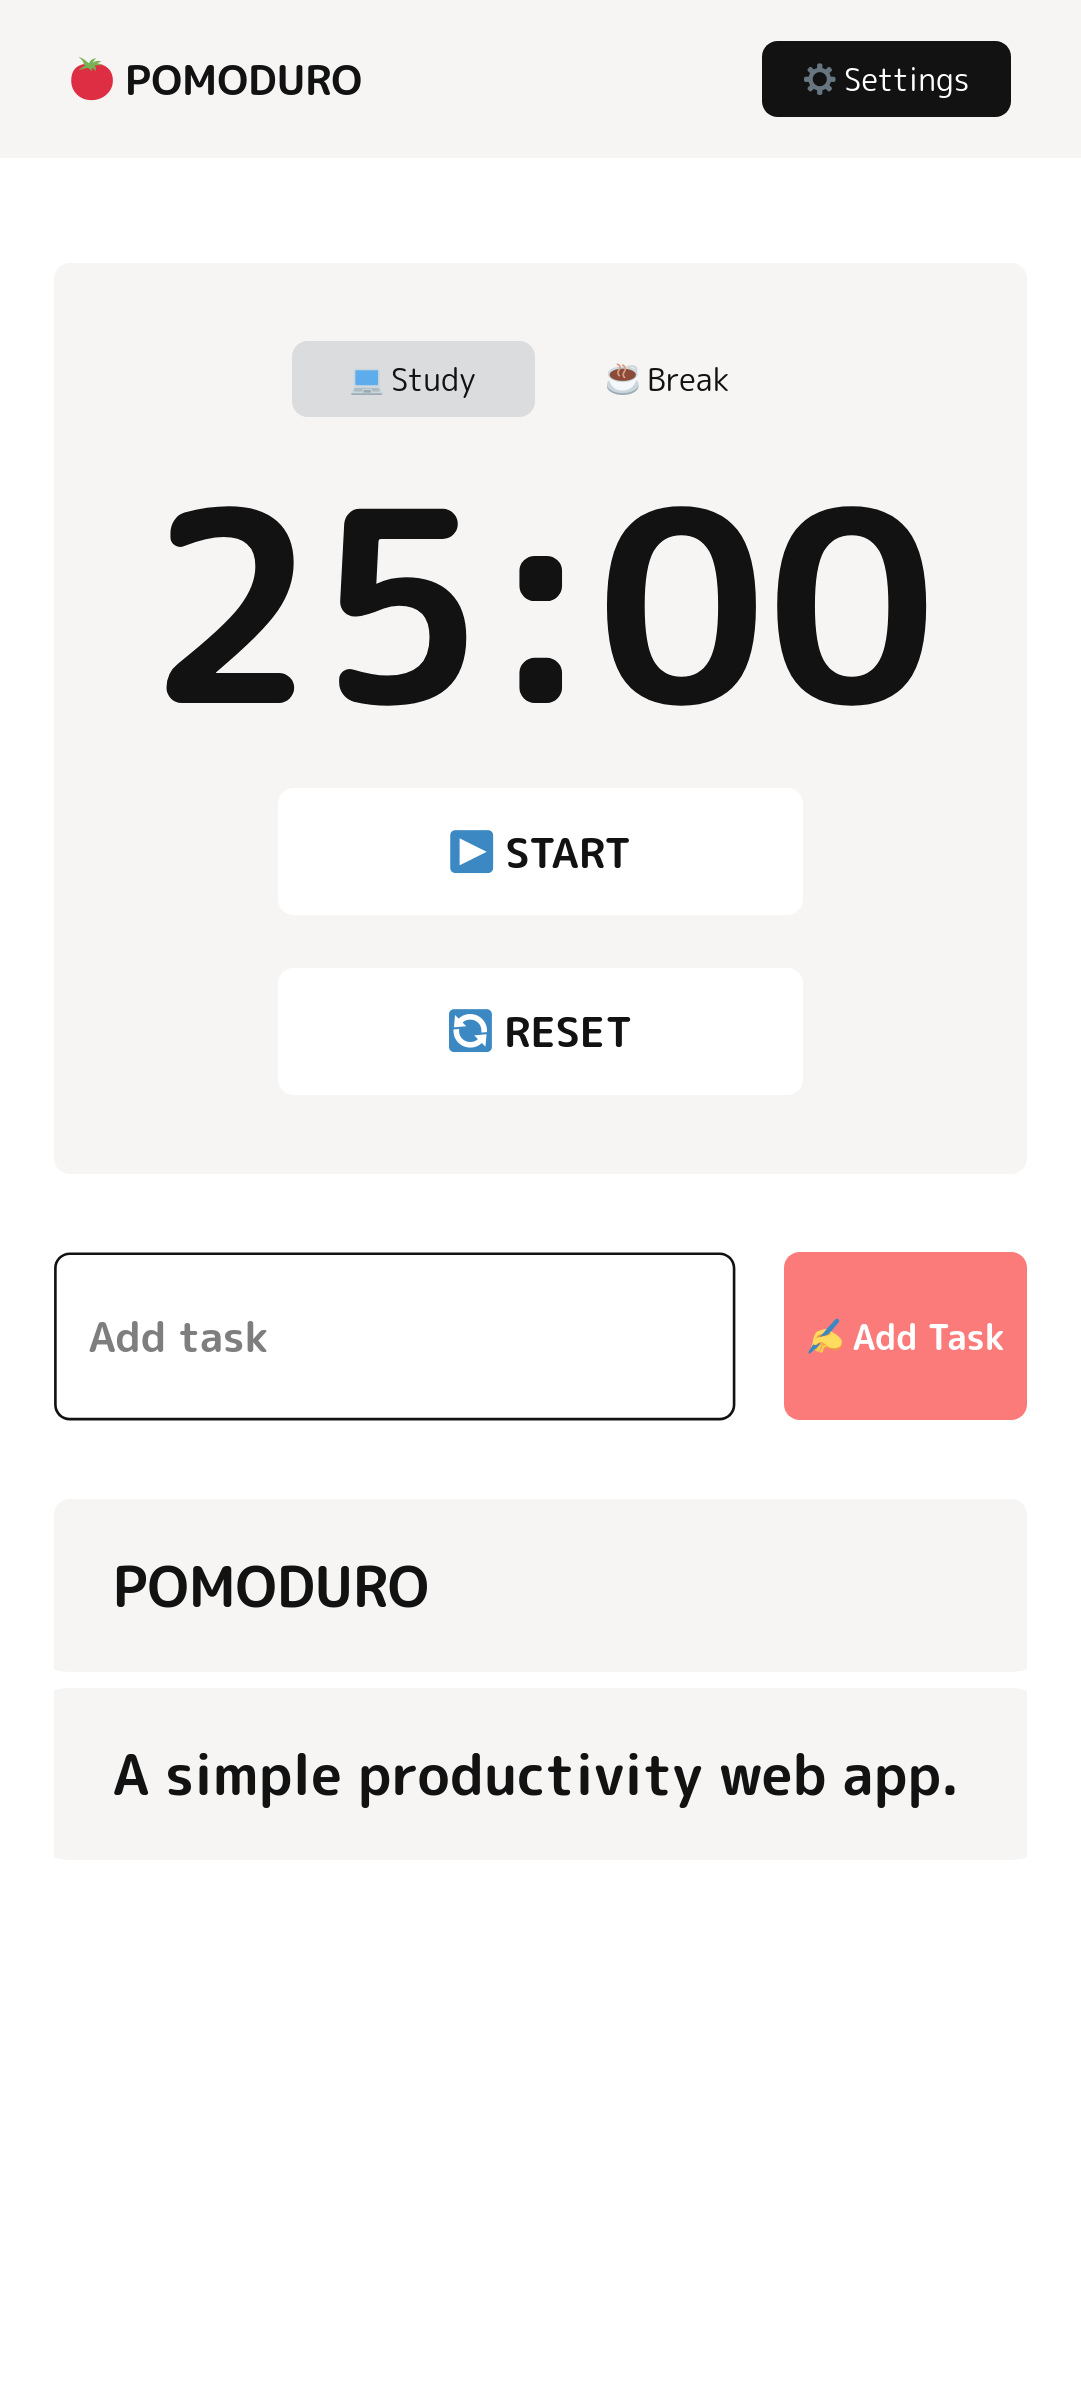 POMODURO
Settings
Study
Break
25:00
START
RESET
Add task
Add Task
POMODURO
A simple productivity web app.